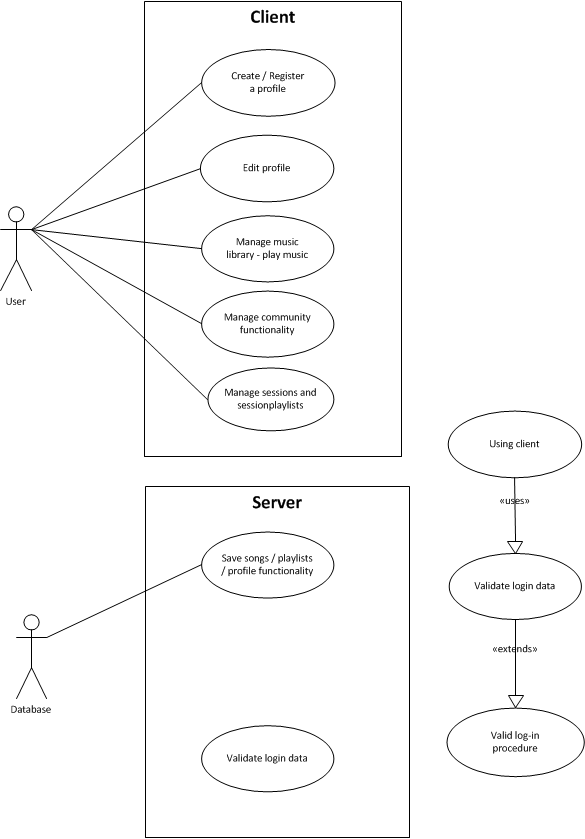 Client
Create / Register
a profile
Edit profile
Manage music
library - play music
User
Manage community
functionality
Manage sessions and
sessionplaylists
Using client
«uses»
Server
Save songs / playlists
/ profile functionality
Validate login data
«extends»
Database
Valid log-in
procedure
Validate login data